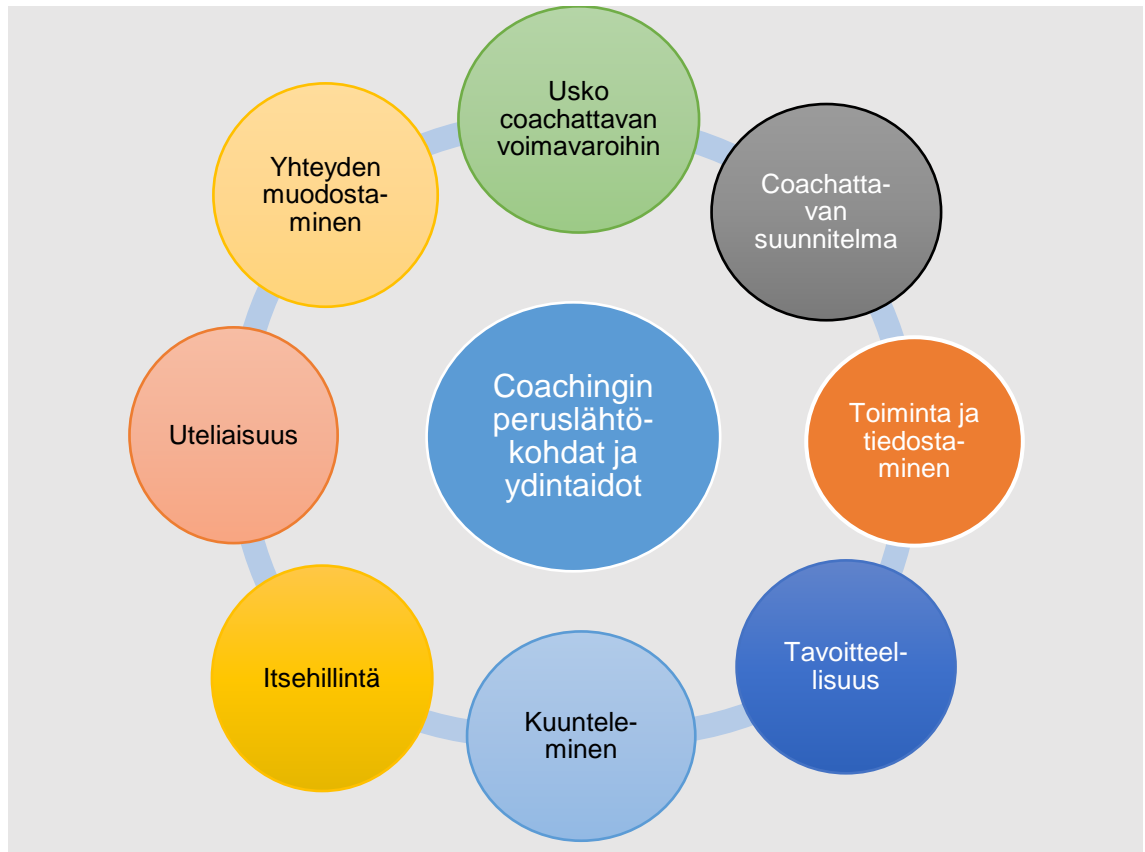 Usko
coachattavan
voimavaroihin
Coachatta-
van
suunnitelma
Toiminta ja
tiedosta-
minen
Tavoitteel-
lisuus
Kuuntele-
minen
Itsehillintä
Uteliaisuus
Yhteyden
muodosta-
minen
Coachingin
peruslähtö-
kohdat ja
ydintaidot